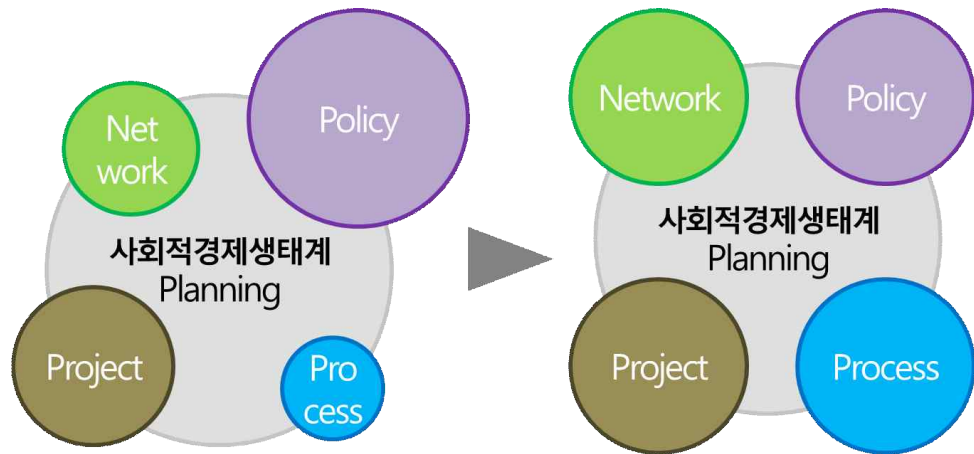 Net
work
Policy
사회적경제생태계
Planning
Project
Pro
cess
Network
Policy
사회적경제생태계
Planning
Project
Process